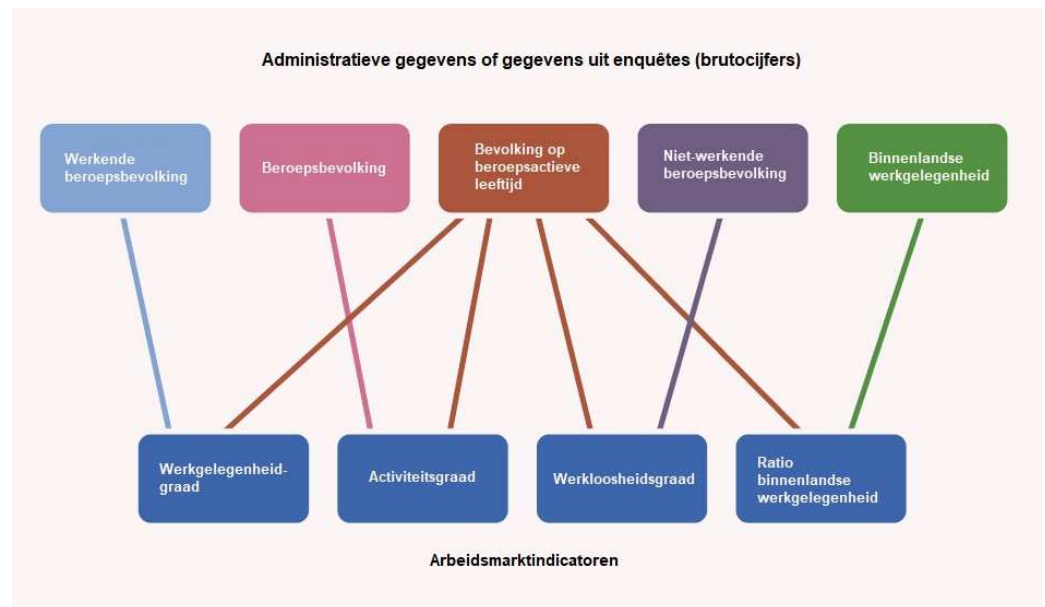 Administratieve gegevens of gegevens uit enquêtes (brutocijfers)
Werkende
beroepsbevolking
Beroepsbevolking
Bevolking op
beroepsactieve
leeftijd
Niet-werkende
beroepsbevolking
Binnenlandse
werkgelegenheid
Werkgelegenheid-
graad
Activiteitsgraad
Werkloosheidsgraad
Ratio
binnenlandse
werkgelegenheid
Arbeidsmarktindicatoren